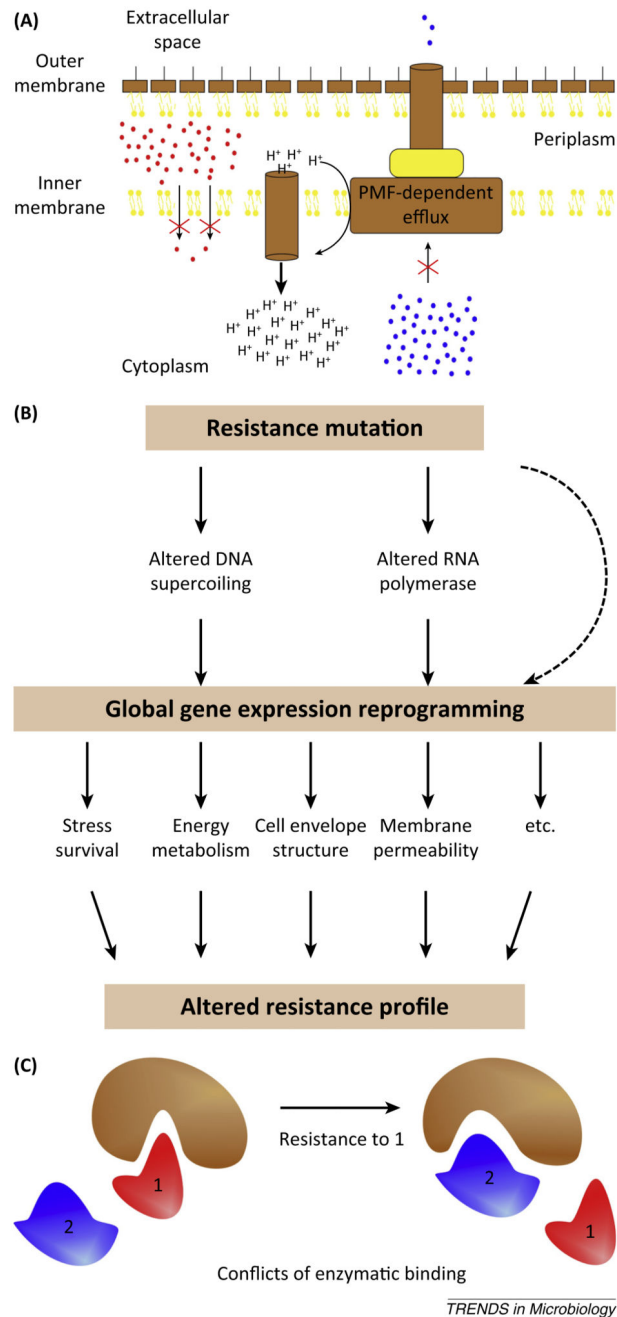 (A)
Extracellular
space
Outer
membrane
Periplasm
H⁺ H⁺ H⁺
H⁺
Inner
membrane
PMF-dependent
efflux
H⁺ H⁺
H⁺ H⁺ H⁺
H⁺ H⁺ H⁺ H⁺
H⁺ H⁺ H⁺ H⁺
H⁺ H⁺ H⁺
Cytoplasm
(B)
Resistance mutation
Altered DNA
supercoiling
Altered RNA
polymerase
Global gene expression reprogramming
Stress
survival
Energy
metabolism
Cell envelope
structure
Membrane
permeability
etc.
Altered resistance profile
(C)
Resistance to 1
1
2
2
1
Conflicts of enzymatic binding
TRENDS in Microbiology